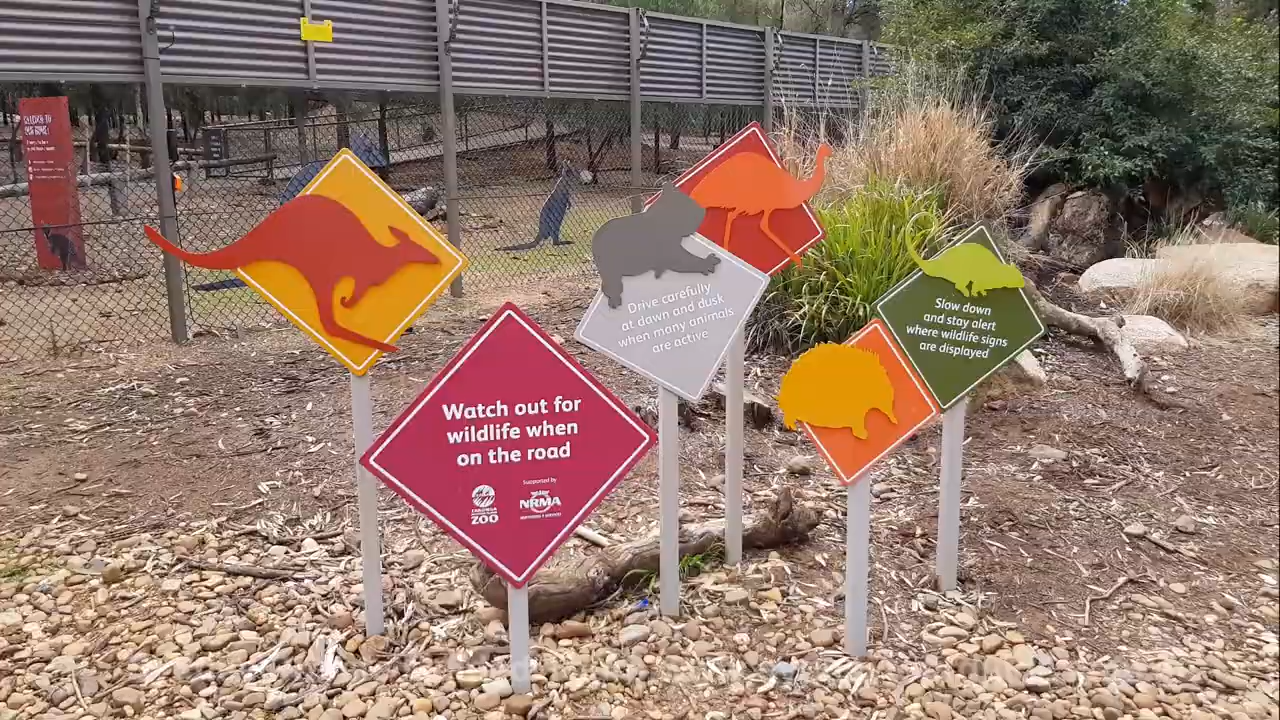 Watch out for
wildlife when
on the road
Supported by
TARONGA
ZOO
NRMA
Drive carefully
at dawn and dusk
when many animals
are active
Slow down
and stay alert
where wildlife signs
are displayed